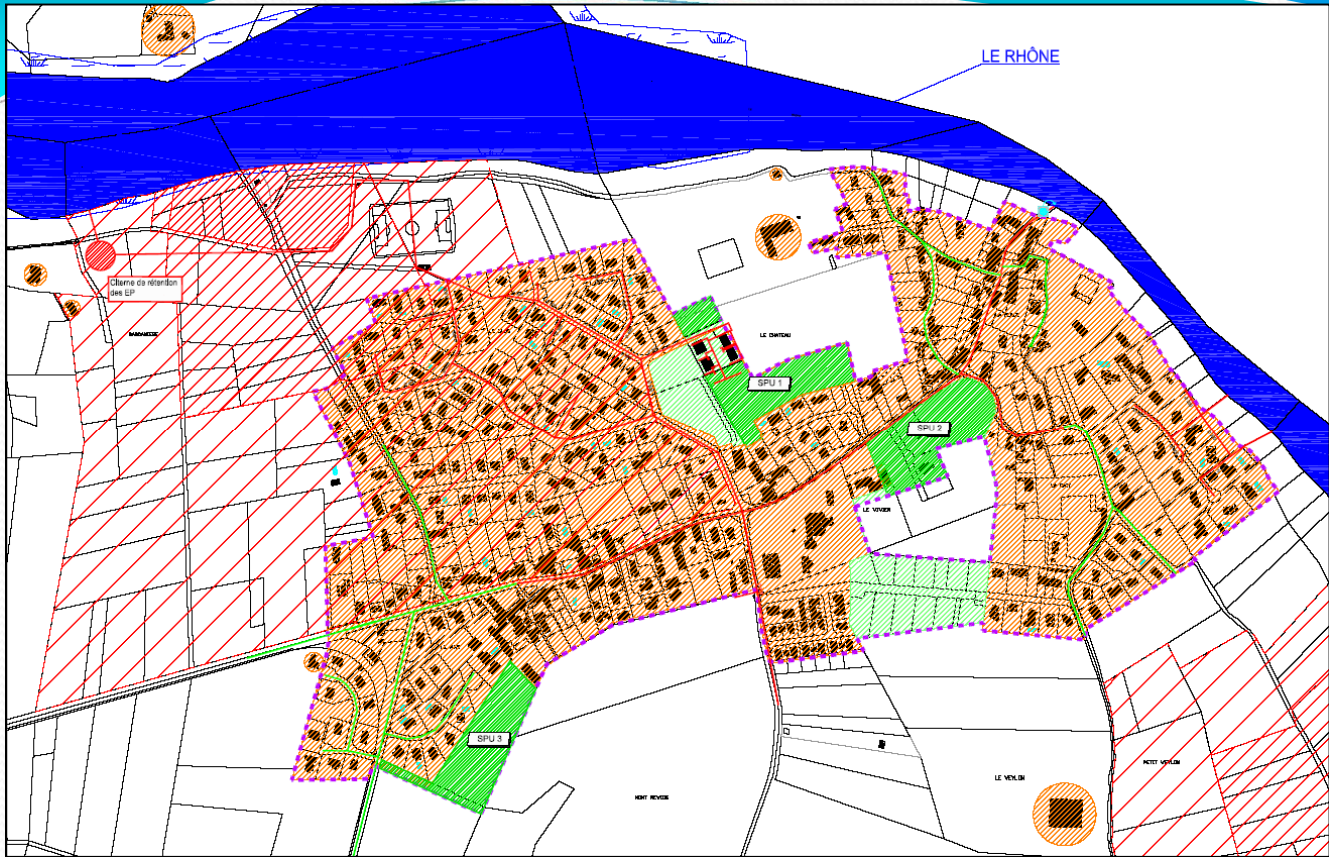 LE RHÔNE
Citerne de rétention
des EP
LE CHATEAU
SPU 1
SPU 2
LE VIVIER
SPU 3
MONT REVEDE
LE VEYLON
PETIT VEYLON